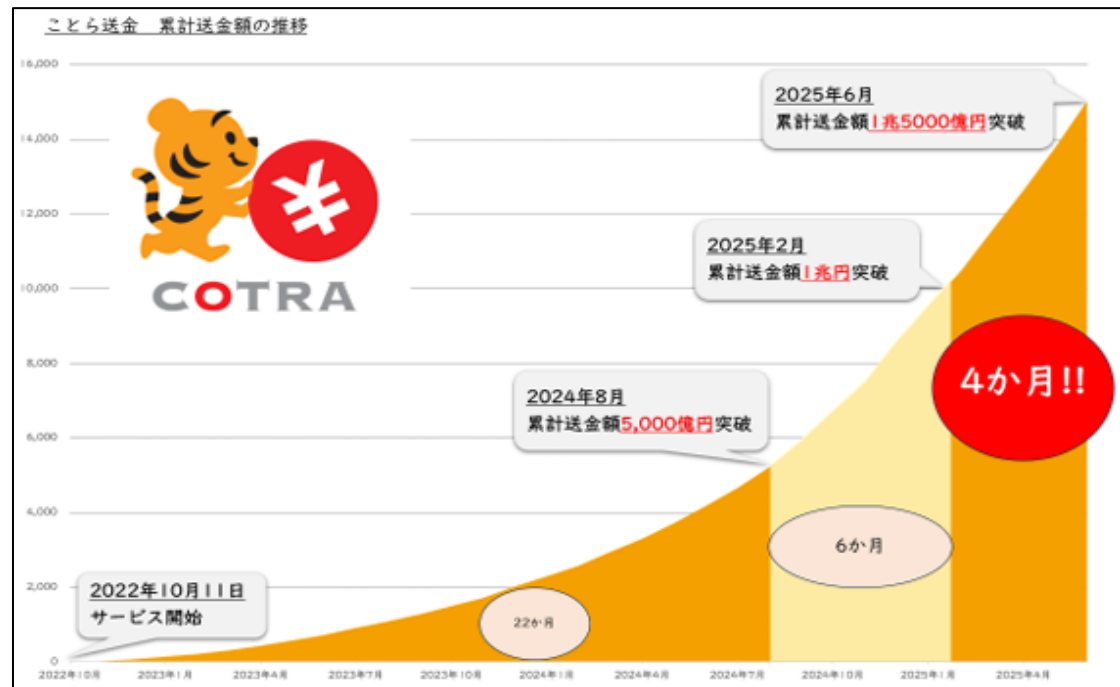 ことら送金　累計送金額の推移
16,000
14,000
12,000
10,000
8,000
6,000
4,000
2,000
0
2025年6月
累計送金額1兆5000億円突破
2025年2月
累計送金額1兆円突破
2024年8月
累計送金額5,000億円突破
2022年10月11日
サービス開始
¥
COTRA
4か月!!
6か月
22か月
2022年10月
2023年1月
2023年4月
2023年7月
2023年10月
2024年1月
2024年4月
2024年7月
2024年10月
2025年1月
2025年4月